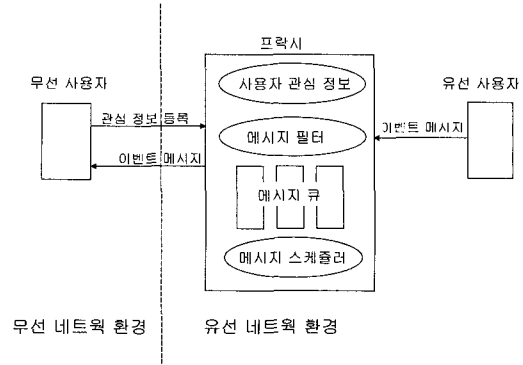 프락시
무선 사용자
사용자 관심 정보
유선 사용자
관심 정보 등록
메시지 필터
이벤트 메시지
이벤트 메시지
메시지 큐
메시지 스케쥴러
무선 네트웍 환경
유선 네트웍 환경